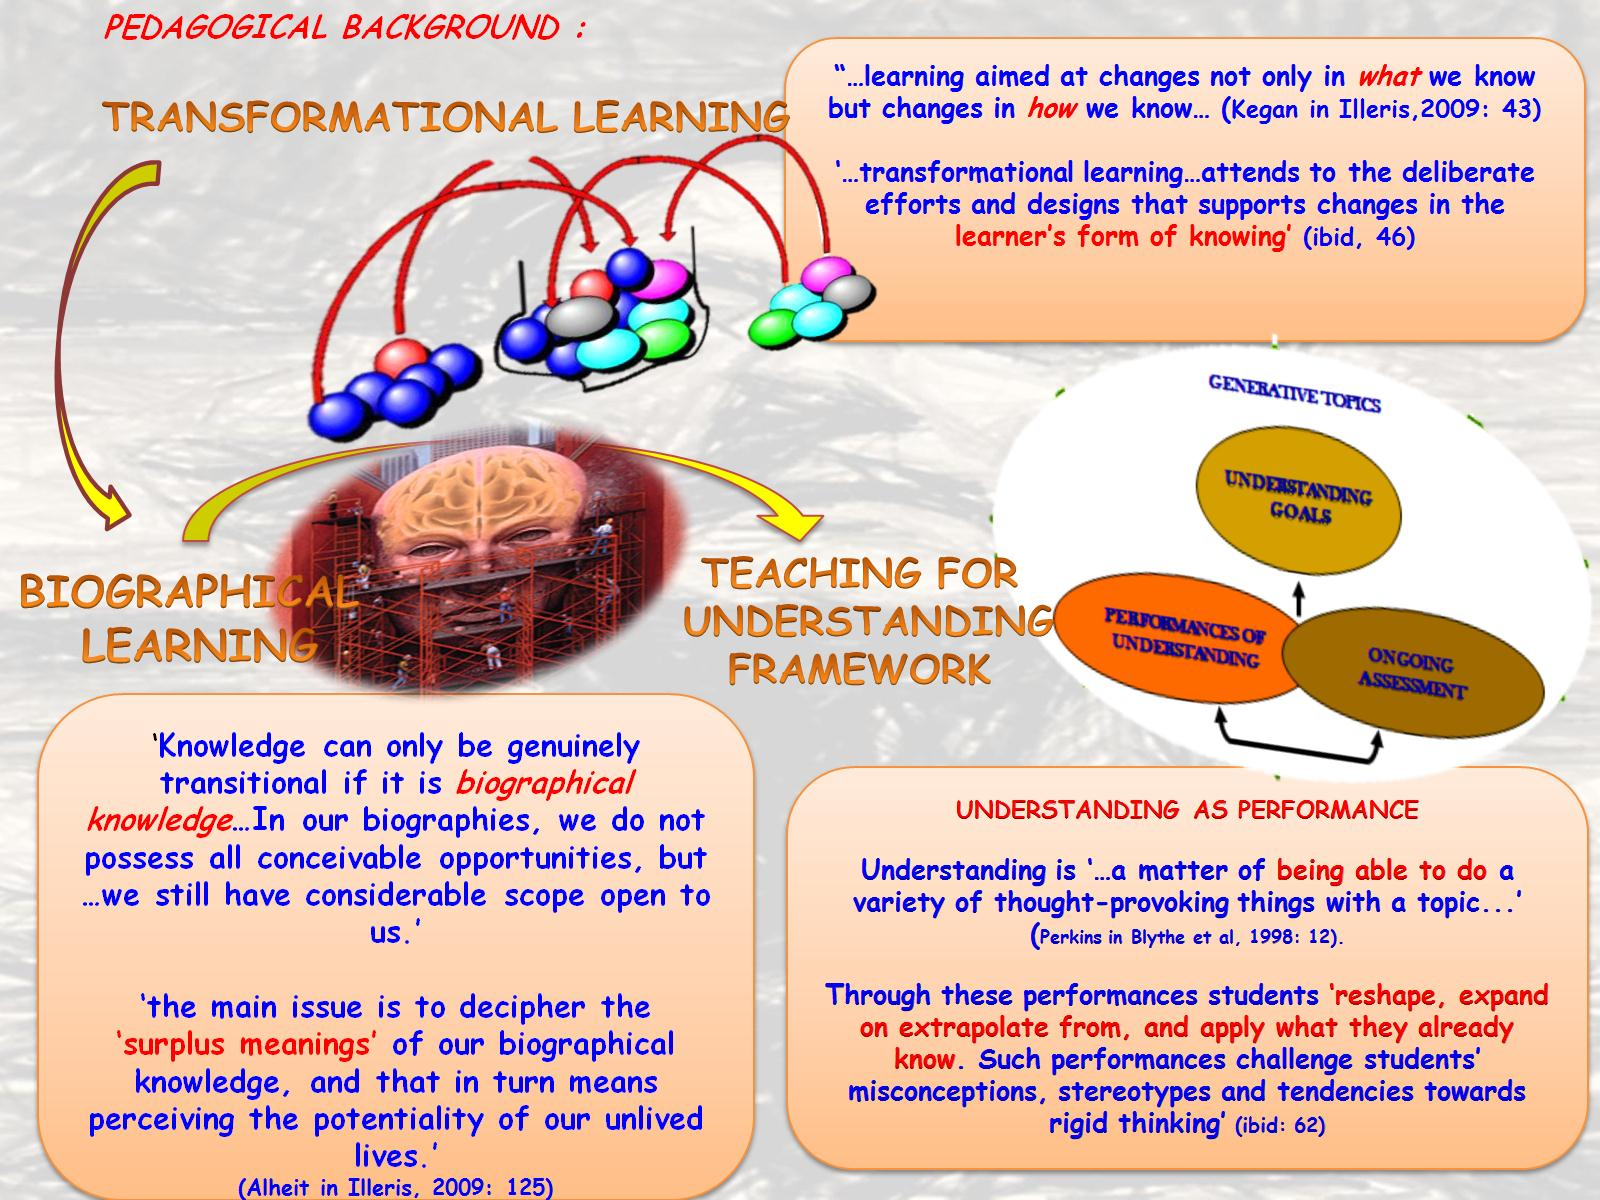 PEDAGOGICAL BACKGROUND :
TRANSFORMATIONAL LEARNING
“…learning aimed at changes not only in what we know
but changes in how we know… (Kegan in Illeris,2009: 43)
‘…transformational learning…attends to the deliberate
efforts and designs that supports changes in the
learner’s form of knowing’ (ibid, 46)
BIOGRAPHICAL
LEARNING
TEACHING FOR
UNDERSTANDING
FRAMEWORK
GENERATIVE TOPICS
UNDERSTANDING
GOALS
PERFORMANCES OF
UNDERSTANDING
ONGOING
ASSESSMENT
‘Knowledge can only be genuinely
transitional if it is biographical
knowledge…In our biographies, we do not
possess all conceivable opportunities, but
…we still have considerable scope open to
us.’
‘the main issue is to decipher the
‘surplus meanings’ of our biographical
knowledge, and that in turn means
perceiving the potentiality of our unlived
lives.’
(Alheit in Illeris, 2009: 125)
UNDERSTANDING AS PERFORMANCE
Understanding is ‘…a matter of being able to do a
variety of thought-provoking things with a topic...’
(Perkins in Blythe et al, 1998: 12).
Through these performances students ‘reshape, expand
on extrapolate from, and apply what they already
know. Such performances challenge students’
misconceptions, stereotypes and tendencies towards
rigid thinking’ (ibid: 62)